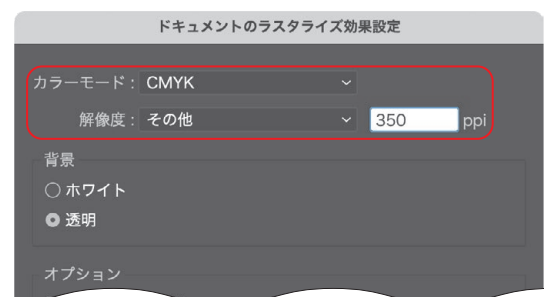 ドキュメントのラスタライズ効果設定
カラーモード : CMYK
解像度 : その他 350 ppi
背景
ホワイト
透明
オプション